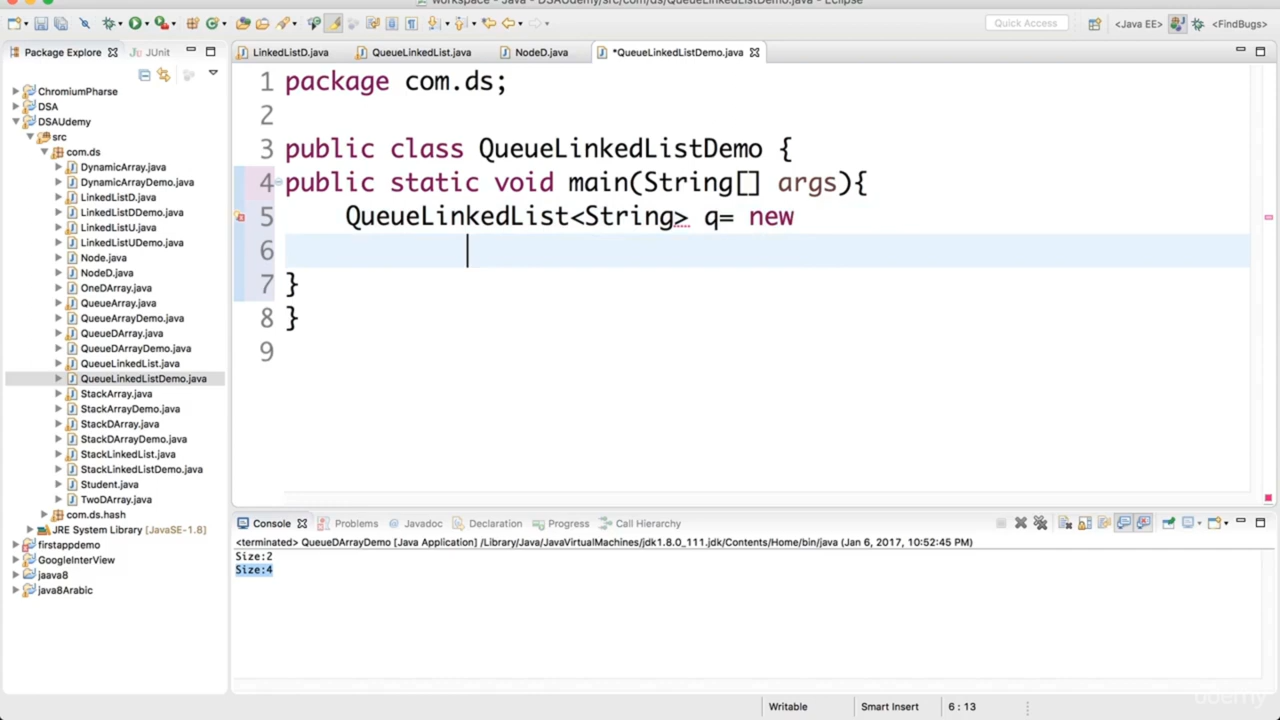 workspace - Java - DSAUdemy/src/com/ds/QueueLinkedListDemo.java - Eclipse
Quick Access
<Java EE>
<FindBugs>
Package Explorer
JUnit
ChromiumPharse
DSA
DSAUdemy
src
com.ds
DynamicArray.java
DynamicArrayDemo.java
LinkedListD.java
LinkedListDDemo.java
LinkedListU.java
LinkedListUDemo.java
Node.java
NodeD.java
OneDArray.java
QueueArray.java
QueueArrayDemo.java
QueueDArray.java
QueueDArrayDemo.java
QueueLinkedList.java
QueueLinkedListDemo.java
StackArray.java
StackArrayDemo.java
StackDArray.java
StackDArrayDemo.java
StackLinkedList.java
StackLinkedListDemo.java
Student.java
TwoDArray.java
com.ds.hash
JRE System Library [JavaSE-1.8]
firstappdemo
GoogleInterView
jaava8
java8Arabic
LinkedListD.java
QueueLinkedList.java
NodeD.java
*QueueLinkedListDemo.java
1 package com.ds;
2
3 public class QueueLinkedListDemo {
4 public static void main(String[] args){
5 QueueLinkedList<String> q= new
6
7 }
8 }
9
Console
Problems
@ Javadoc
Declaration
Progress
Call Hierarchy
<terminated> QueueDArrayDemo [Java Application] /Library/Java/JavaVirtualMachines/jdk1.8.0_111.jdk/Contents/Home/bin/java (Jan 6, 2017, 10:52:45 PM)
Size:2
Size:4
Writable
Smart Insert
6 : 13
udemy